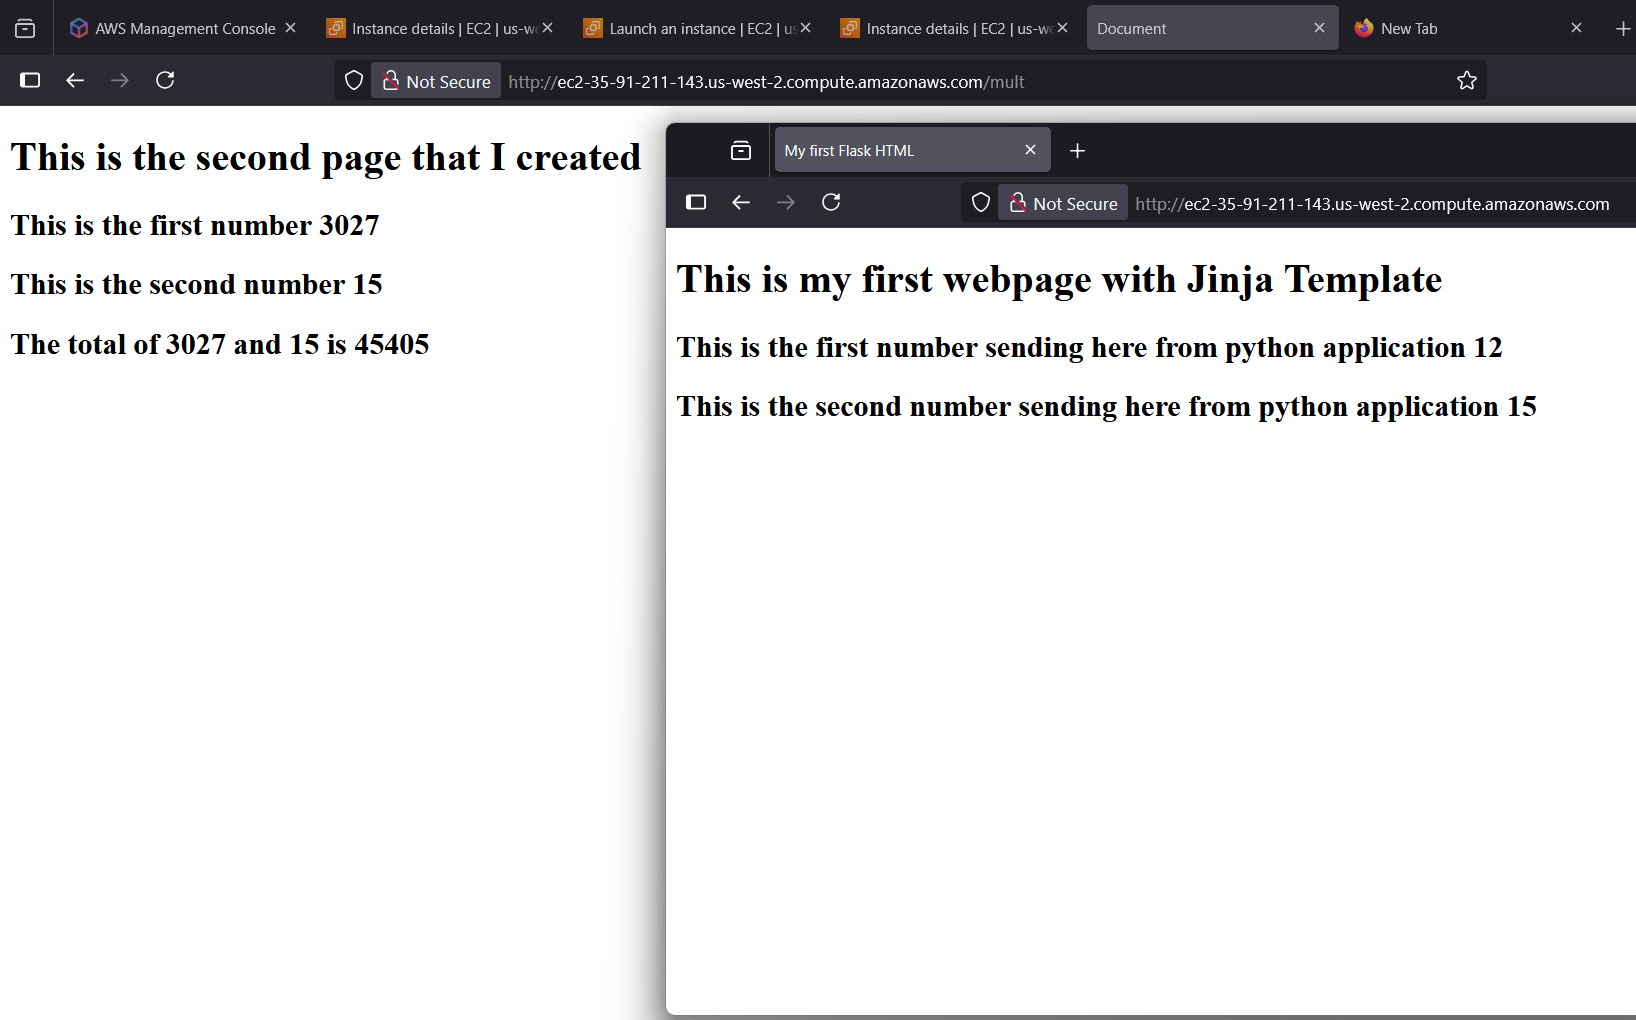 AWS Management Console
Instance details | EC2 | us-we
Launch an instance | EC2 | us
Instance details | EC2 | us-we
Document
New Tab
Not Secure
http://ec2-35-91-211-143.us-west-2.compute.amazonaws.com/mult
This is the second page that I created
This is the first number 3027
This is the second number 15
The total of 3027 and 15 is 45405
My first Flask HTML
Not Secure
http://ec2-35-91-211-143.us-west-2.compute.amazonaws.com
This is my first webpage with Jinja Template
This is the first number sending here from python application 12
This is the second number sending here from python application 15